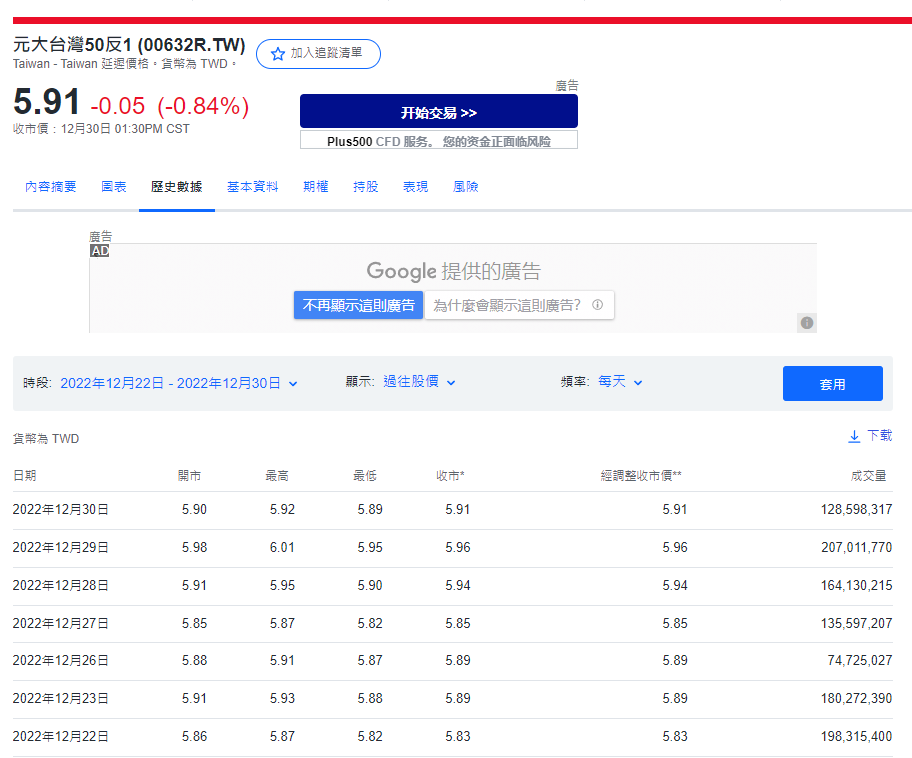 元大台灣50反1 (00632R.TW)
加入追蹤清單
Taiwan - Taiwan 延遲價格。貨幣為 TWD。
5.91 -0.05 (-0.84%)
收市價：12月30日 01:30PM CST
廣告
开始交易 >>
Plus500 CFD 服务。 您的资金正面临风险
內容摘要 圖表 歷史數據 基本資料 期權 持股 表現 風險
廣告
AD
Google 提供的廣告
不再顯示這則廣告 為什麼會顯示這則廣告?
時段: 2022年12月22日 - 2022年12月30日 顯示: 過往股價 頻率: 每天 套用
貨幣為 TWD 下载
日期 開市 最高 最低 收市* 經調整收市價** 成交量
2022年12月30日 5.90 5.92 5.89 5.91 5.91 128,598,317
2022年12月29日 5.98 6.01 5.95 5.96 5.96 207,011,770
2022年12月28日 5.91 5.95 5.90 5.94 5.94 164,130,215
2022年12月27日 5.85 5.87 5.82 5.85 5.85 135,597,207
2022年12月26日 5.88 5.91 5.87 5.89 5.89 74,725,027
2022年12月23日 5.91 5.93 5.88 5.89 5.89 180,272,390
2022年12月22日 5.86 5.87 5.82 5.83 5.83 198,315,400